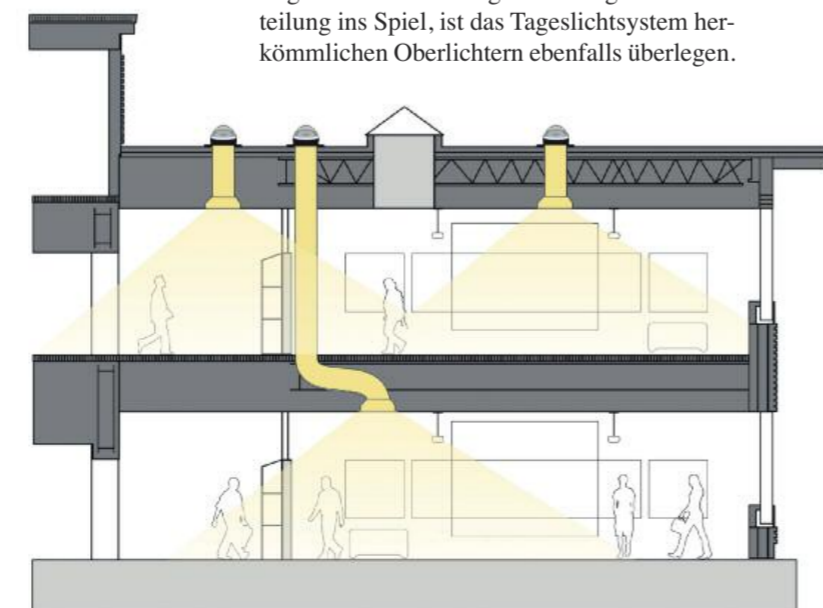 teilung ins Spiel, ist das Tageslichtsystem her-
kömmlichen Oberlichtern ebenfalls überlegen.